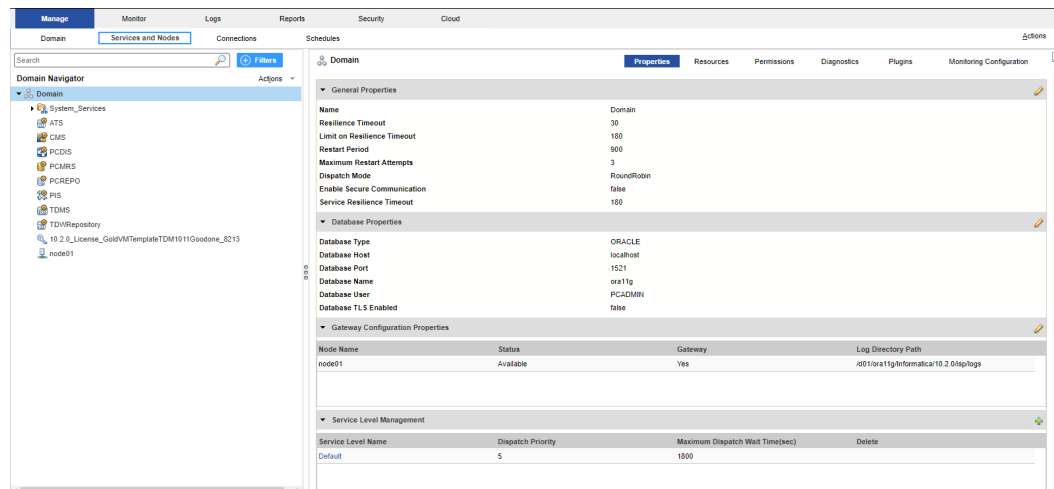 Manage Monitor Logs Reports Security Cloud
Domain Services and Nodes Connections Schedules Actions
Search Filters
Domain Navigator Actions
Domain
System_Services
ATS
CMS
PCDIS
PCMRS
PCREPO
PIS
TDMS
TDWRepository
10.2.0_License_GoldVMTemplateTDM1011Goodone_8213
node01
Domain Properties Resources Permissions Diagnostics Plugins Monitoring Configuration
General Properties
Name Domain
Resilience Timeout 30
Limit on Resilience Timeout 180
Restart Period 900
Maximum Restart Attempts 3
Dispatch Mode RoundRobin
Enable Secure Communication false
Service Resilience Timeout 180
Database Properties
Database Type ORACLE
Database Host localhost
Database Port 1521
Database Name ora11g
Database User PCADMIN
Database TLS Enabled false
Gateway Configuration Properties
Node Name Status Gateway Log Directory Path
node01 Available Yes /d01/ora11g/Informatica/10.2.0/isp/logs
Service Level Management
Service Level Name Dispatch Priority Maximum Dispatch Wait Time(sec) Delete
Default 5 1800